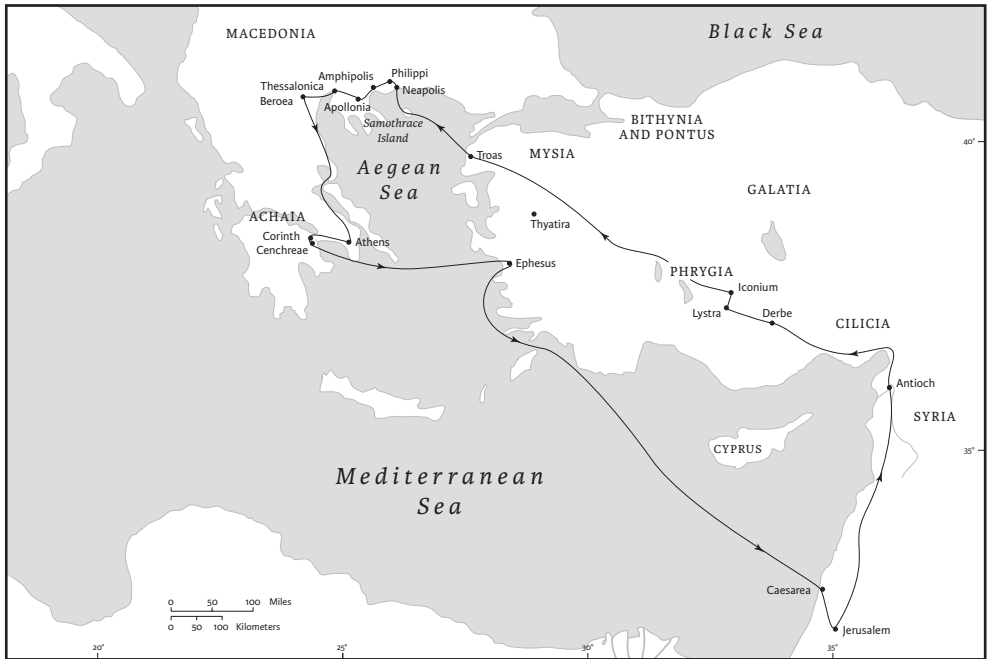 MACEDONIA
Black Sea
Amphipolis
Philippi
Thessalonica
Neapolis
Beroea
Apollonia
Samothrace
Island
BITHYNIA
AND PONTUS
40°
Troas
MYSIA
Aegean
Sea
GALATIA
ACHAIA
Thyatira
Corinth
Athens
Cenchreae
Ephesus
PHRYGIA
Iconium
Lystra
Derbe
CILICIA
Antioch
SYRIA
CYPRUS
35°
Mediterranean
Sea
Caesarea
0 50 100 Miles
0 50 100 Kilometers
Jerusalem
20°
25°
30°
35°